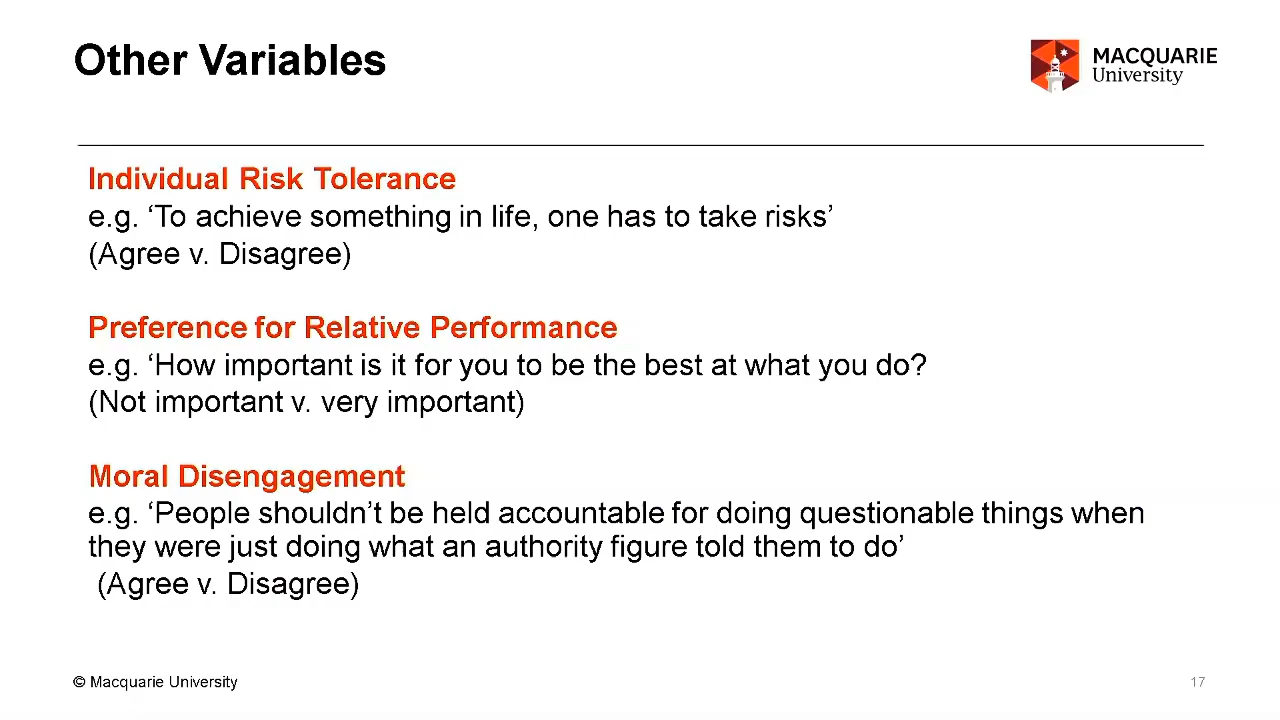 Other Variables
MACQUARIE
University
Individual Risk Tolerance
e.g. ‘To achieve something in life, one has to take risks’
(Agree v. Disagree)
Preference for Relative Performance
e.g. ‘How important is it for you to be the best at what you do?
(Not important v. very important)
Moral Disengagement
e.g. ‘People shouldn’t be held accountable for doing questionable things when
they were just doing what an authority figure told them to do’
(Agree v. Disagree)
© Macquarie University
17